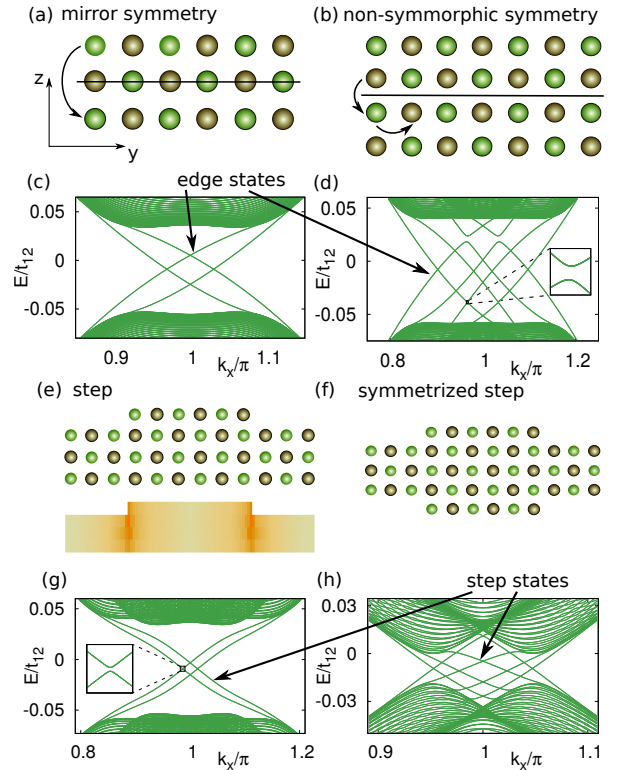 (a) mirror symmetry
(b) non-symmorphic symmetry
z
y
(c) edge states (d)
E/t12
0.05
0
-0.05
0.9 1 kx/π 1.1
E/t12
0.05
0
-0.05
0.8 1 kx/π 1.2
(e) step
(f) symmetrized step
(g) step states (h)
E/t12
0.05
0
-0.05
0.8 1 kx/π 1.2
E/t12
0.03
0
-0.03
0.9 1 kx/π 1.1